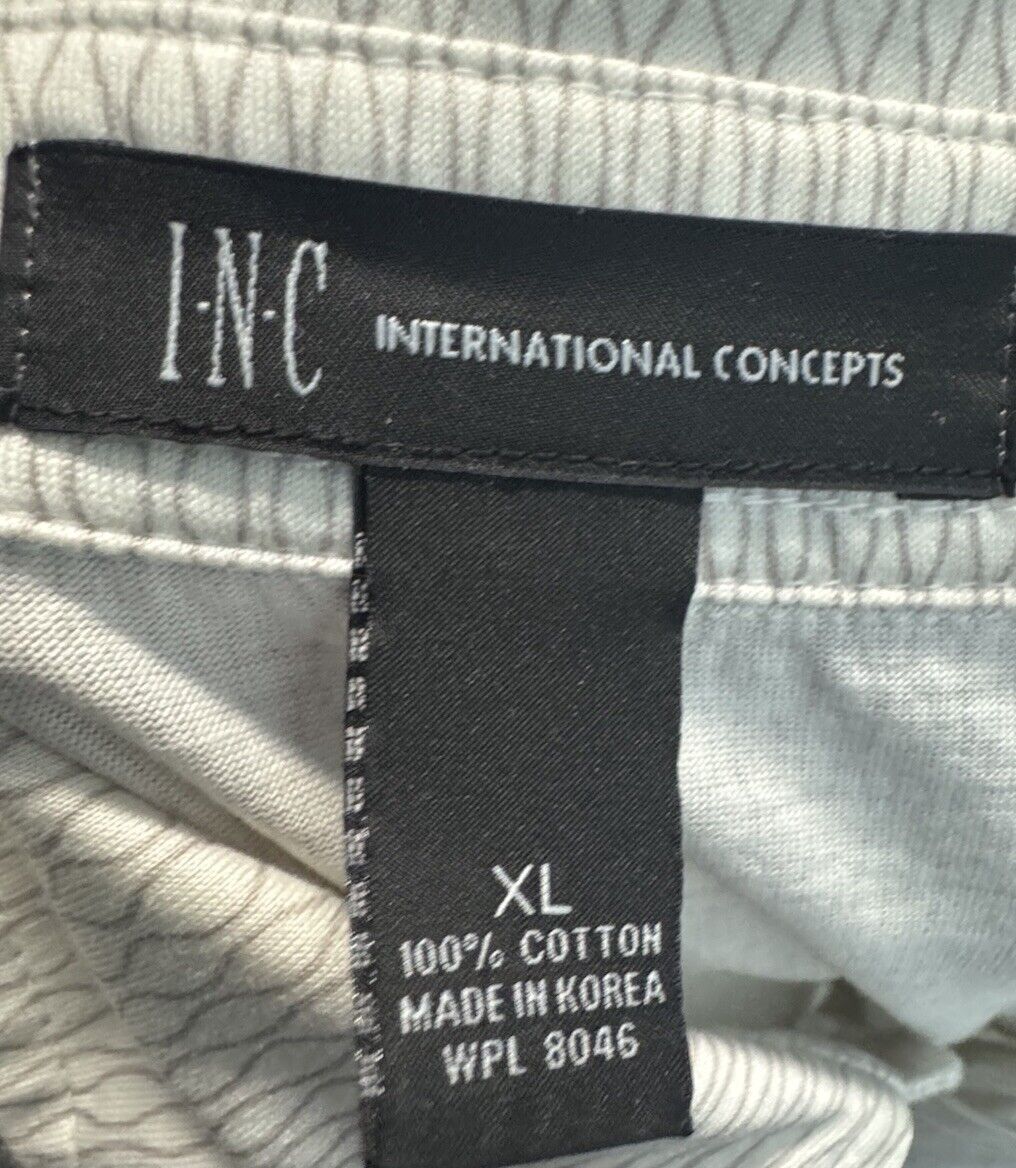 I·N·C INTERNATIONAL CONCEPTS
XL
100% COTTON
MADE IN KOREA
WPL 8046